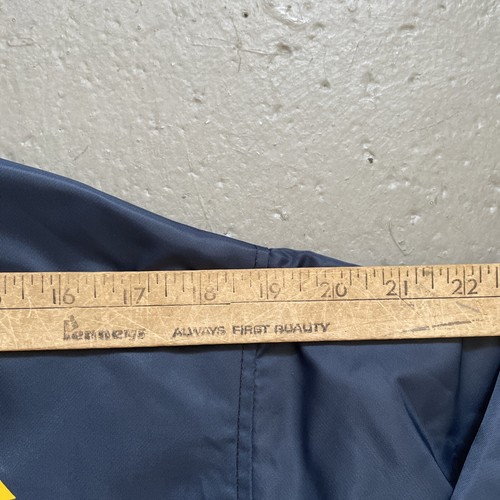 16 17 18 19 20 21 22
Penneys ALWAYS FIRST QUALITY